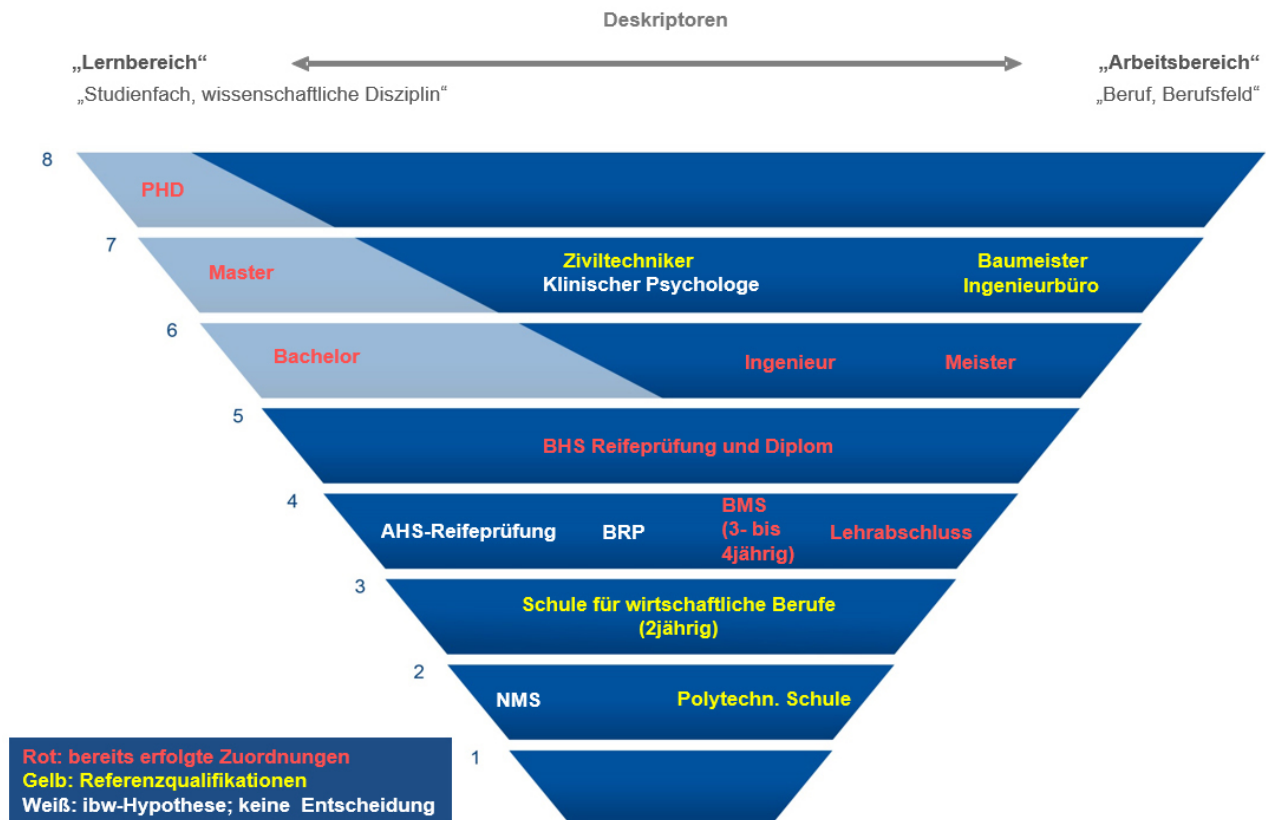 Deskriptoren
„Lernbereich“
„Arbeitsbereich“
„Studienfach, wissenschaftliche Disziplin“
„Beruf, Berufsfeld“
8
PHD
7
Master
Ziviltechniker
Klinischer Psychologe
Baumeister
Ingenieurbüro
6
Bachelor
Ingenieur
Meister
5
BHS Reifeprüfung und Diplom
4
AHS-Reifeprüfung
BRP
BMS
(3- bis
4jährig)
Lehrabschluss
3
Schule für wirtschaftliche Berufe
(2jährig)
2
NMS
Polytechn. Schule
1
Rot: bereits erfolgte Zuordnungen
Gelb: Referenzqualifikationen
Weiß: ibw-Hypothese; keine Entscheidung